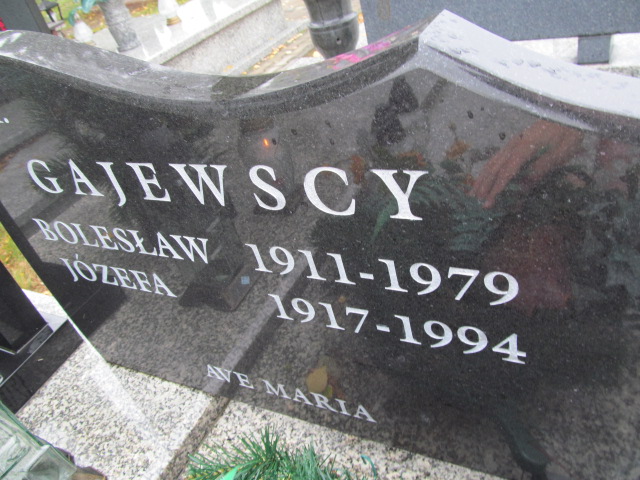 GAJEWSCY
BOLESŁAW 1911-1979
JÓZEFA 1917-1994
AVE MARIA